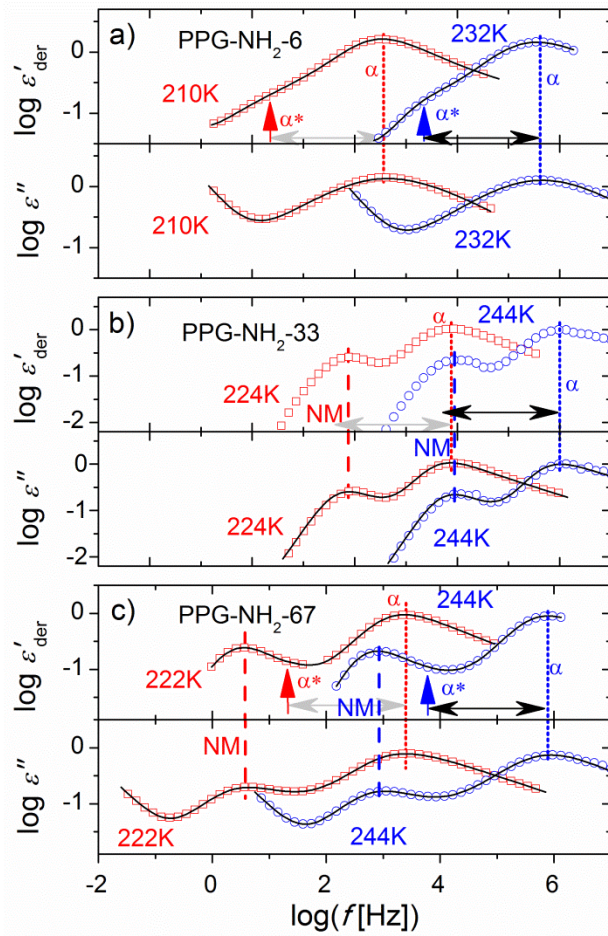 a) PPG-NH₂-6 232K
0
log ε′der
-1
210K α* α α* α
0
log ε″
-1
210K 232K
b) PPG-NH₂-33 α 244K
0
log ε′der
-1
224K α
-2
NM NM
0
log ε″
-1
224K 244K
-2
c) PPG-NH₂-67 α 244K
0
log ε′der
-1
222K α* α* α
NM NM
0
log ε″
-1
222K 244K
-2 0 2 4 6
log(f[Hz])